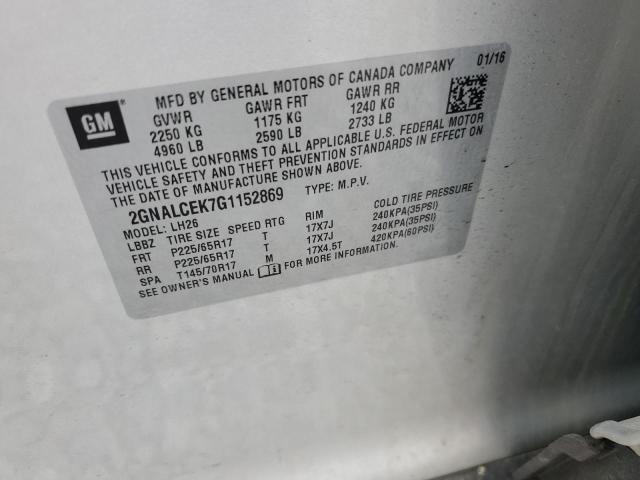 GM
MFD BY GENERAL MOTORS OF CANADA COMPANY 01/16
GVWR GAWR FRT GAWR RR
2250 KG 1175 KG 1240 KG
4960 LB 2590 LB 2733 LB
THIS VEHICLE CONFORMS TO ALL APPLICABLE U.S. FEDERAL MOTOR
VEHICLE SAFETY AND THEFT PREVENTION STANDARDS IN EFFECT ON
THE DATE OF MANUFACTURE SHOWN ABOVE.
2GNALCEK7G1152869 TYPE: M.P.V.
MODEL: LH26
LBBZ TIRE SIZE SPEED RTG RIM COLD TIRE PRESSURE
FRT P225/65R17 T 17X7J 240KPA(35PSI)
RR P225/65R17 T 17X7J 240KPA(35PSI)
SPA T145/70R17 M 17X4.5T 420KPA(60PSI)
SEE OWNER'S MANUAL FOR MORE INFORMATION.